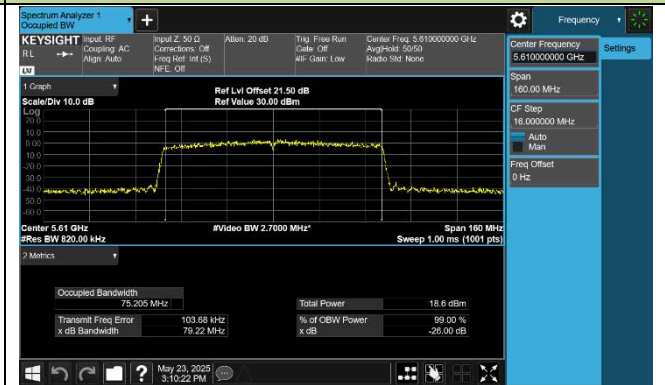 Spectrum Analyzer 1
Occupied BW
+
Frequency
KEYSIGHT
RL
LXI
Input: RF
Coupling: AC
Align: Auto
Input Z: 50 Ω
Corrections: Off
Freq Ref: Int (S)
NFE: Off
Atten: 20 dB
Trig: Free Run
Gate: Off
#IF Gain: Low
Center Freq: 5.610000000 GHz
Avg|Hold: 50/50
Radio Std: None
Center Frequency
5.610000000 GHz
Settings
Span
160.00 MHz
CF Step
16.000000 MHz
Auto
Man
Freq Offset
0 Hz
1 Graph
Scale/Div 10.0 dB
Ref Lvl Offset 21.50 dB
Ref Value 30.00 dBm
Log
20.0
10.0
0.00
-10.0
-20.0
-30.0
-40.0
-50.0
-60.0
Center 5.61 GHz
#Video BW 2.7000 MHz*
Span 160 MHz
#Res BW 820.00 kHz
Sweep 1.00 ms (1001 pts)
2 Metrics
Occupied Bandwidth
75.205 MHz
Total Power
18.6 dBm
Transmit Freq Error
103.68 kHz
% of OBW Power
99.00 %
x dB Bandwidth
79.22 MHz
x dB
-26.00 dB
?
May 23, 2025
3:10:22 PM